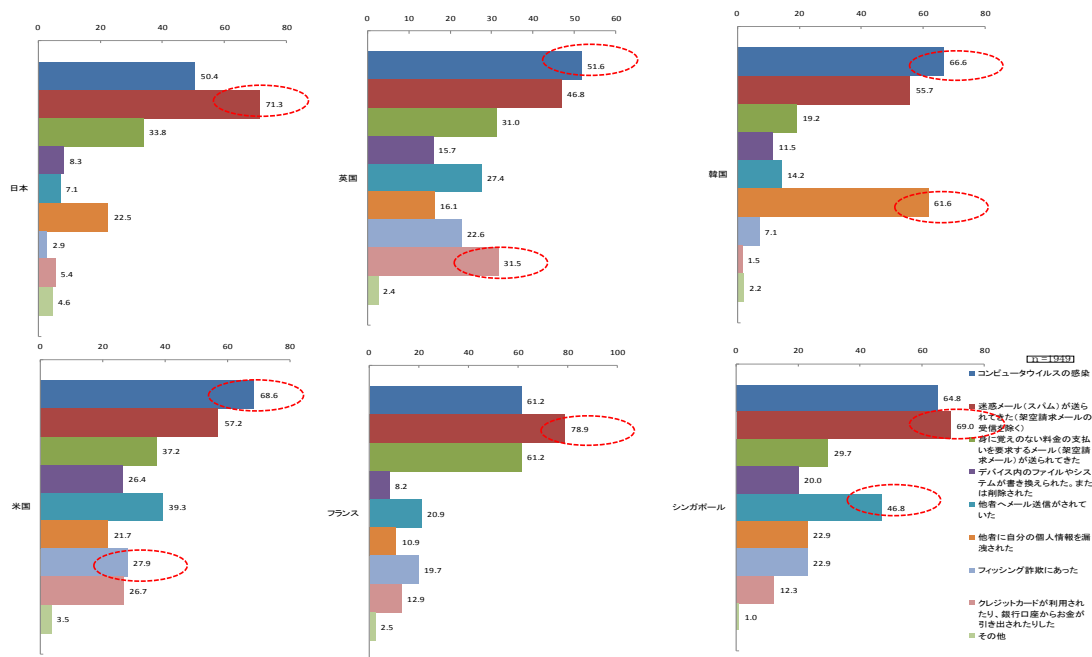 0 20 40 60 80
50.4
71.3
33.8
8.3
7.1
22.5
2.9
5.4
4.6
日本
0 10 20 30 40 50 60
51.6
46.8
31.0
15.7
27.4
16.1
22.6
31.5
2.4
英国
0 20 40 60 80
66.6
55.7
19.2
11.5
14.2
61.6
7.1
1.5
2.2
韓国
0 20 40 60 80
68.6
57.2
37.2
26.4
39.3
21.7
27.9
26.7
3.5
米国
0 20 40 60 80 100
61.2
78.9
61.2
8.2
20.9
10.9
19.7
12.9
2.5
フランス
0 20 40 60 80
64.8
69.0
29.7
20.0
46.8
22.9
22.9
12.3
1.0
シンガポール
n=1949
コンピュータウイルスの感染
迷惑メール(スパム)が送ら
れてきた(架空請求メールの
受信を除く)
身に覚えのない料金の支払
いを要求するメール(架空請
求メール)が送られてきた
デバイス内のファイルやシス
テムが書き換えられた。また
は削除された
他者へメール送信がされて
いた
他者に自分の個人情報を漏
洩された
フィッシング詐欺にあった
クレジットカードが利用され
たり、銀行口座からお金が
引き出されたりした
その他